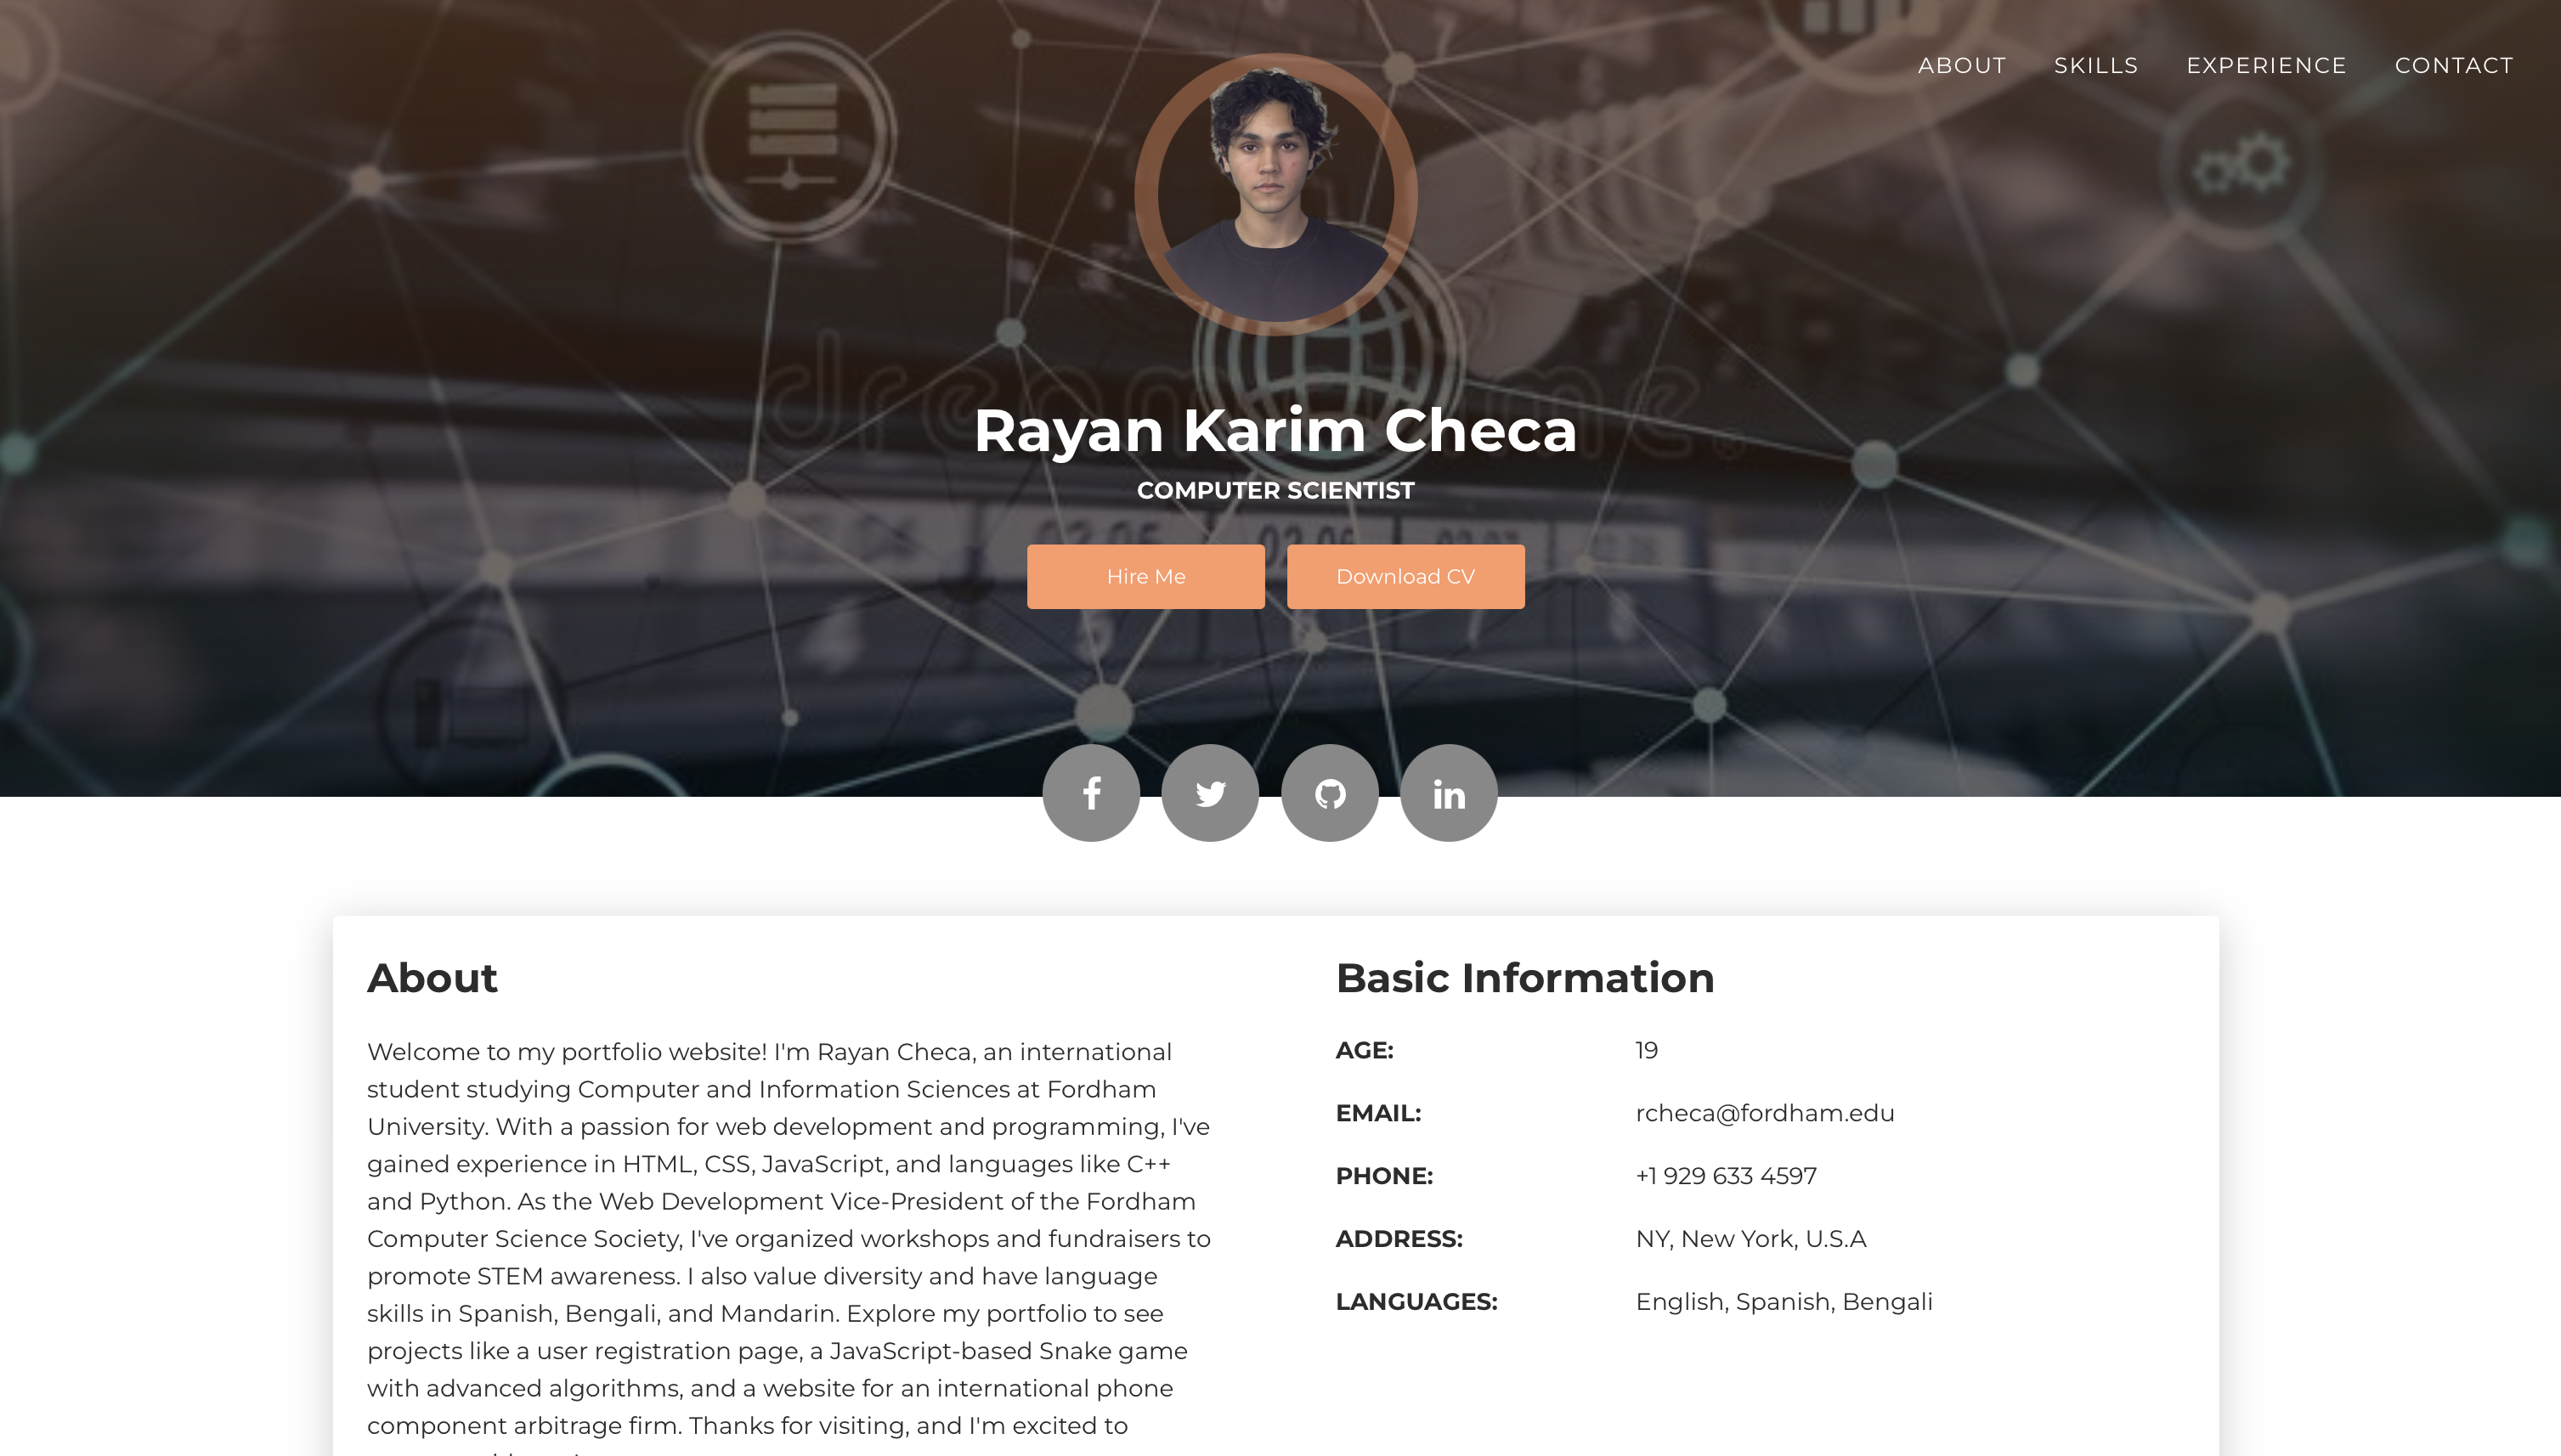 ABOUT SKILLS EXPERIENCE CONTACT
Rayan Karim Checa
COMPUTER SCIENTIST
Hire Me
Download CV
About
Welcome to my portfolio website! I'm Rayan Checa, an international
student studying Computer and Information Sciences at Fordham
University. With a passion for web development and programming, I've
gained experience in HTML, CSS, JavaScript, and languages like C++
and Python. As the Web Development Vice-President of the Fordham
Computer Science Society, I've organized workshops and fundraisers to
promote STEM awareness. I also value diversity and have language
skills in Spanish, Bengali, and Mandarin. Explore my portfolio to see
projects like a user registration page, a JavaScript-based Snake game
with advanced algorithms, and a website for an international phone
component arbitrage firm. Thanks for visiting, and I'm excited to
Basic Information
AGE: 19
EMAIL: rcheca@fordham.edu
PHONE: +1 929 633 4597
ADDRESS: NY, New York, U.S.A
LANGUAGES: English, Spanish, Bengali